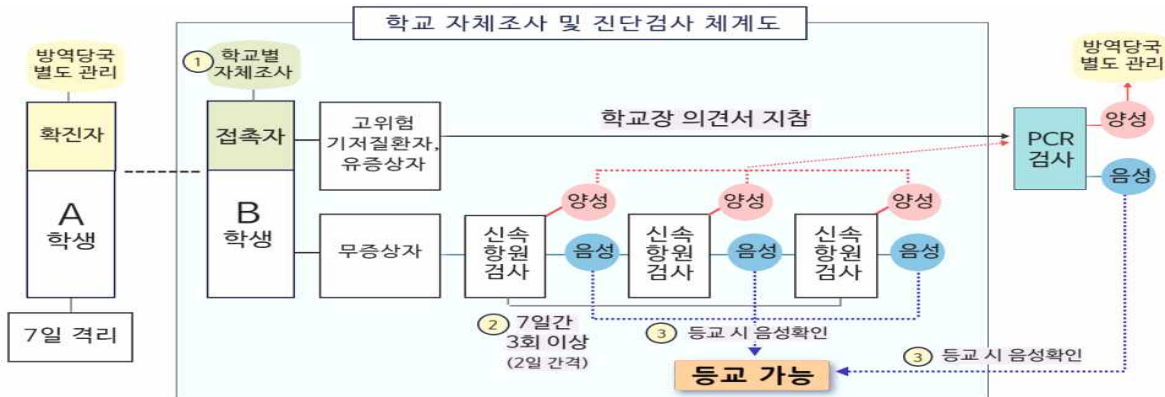 학교 자체조사 및 진단검사 체계도
방역당국
별도 관리
확진자
A
학생
7일 격리
①
학교별
자체조사
접촉자
B
학생
고위험
기저질환자,
유증상자
학교장 의견서 지참
무증상자
신속
항원
검사
양성
음성
신속
항원
검사
양성
음성
신속
항원
검사
양성
음성
② 7일간
3회 이상
(2일 간격)
③ 등교 시 음성확인
등교 가능
PCR
검사
방역당국
별도 관리
양성
음성
③ 등교 시 음성확인